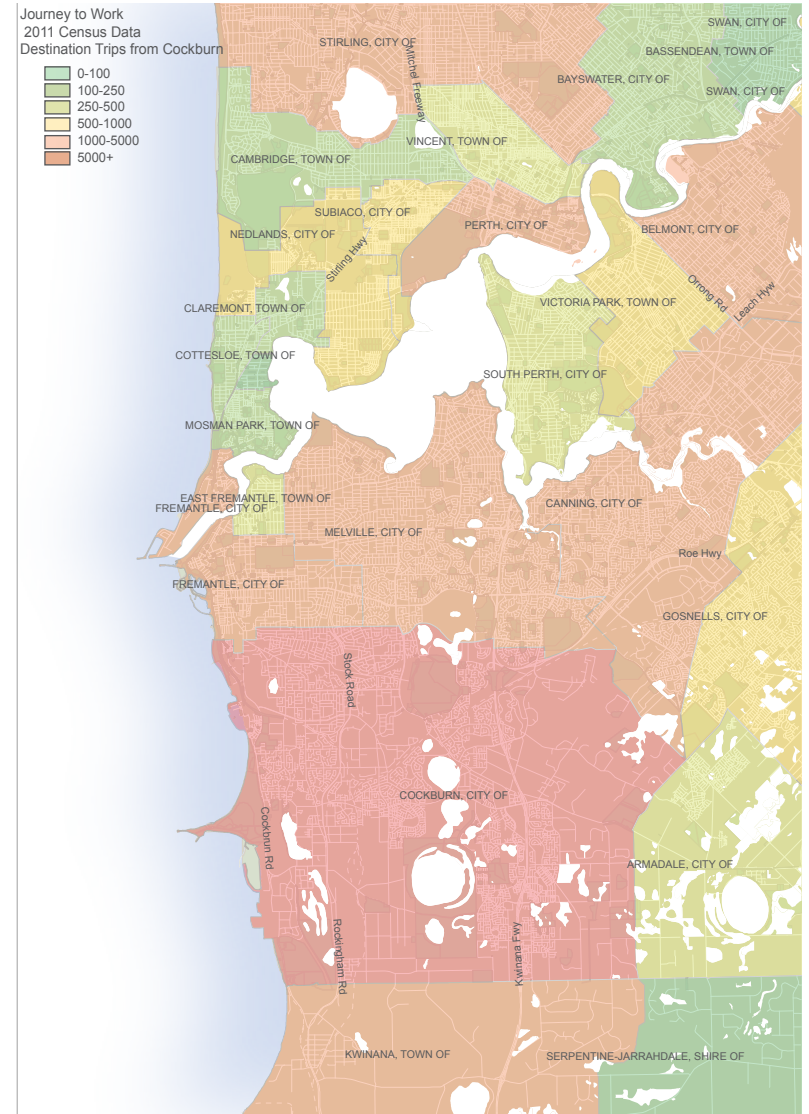 Journey to Work
2011 Census Data
Destination Trips from Cockburn
0-100
100-250
250-500
500-1000
1000-5000
5000+
SWAN, CITY OF
STIRLING, CITY OF
BASSENDEAN, TOWN OF
Mitchel Freeway
BAYSWATER, CITY OF
SWAN, CITY OF
VINCENT, TOWN OF
CAMBRIDGE, TOWN OF
SUBIACO, CITY OF
PERTH, CITY OF
BELMONT, CITY OF
NEDLANDS, CITY OF
Stirling Hwy
Orrong Rd
Leach Hyw
CLAREMONT, TOWN OF
VICTORIA PARK, TOWN OF
COTTESLOE, TOWN OF
SOUTH PERTH, CITY OF
MOSMAN PARK, TOWN OF
EAST FREMANTLE, TOWN OF
FREMANTLE, CITY OF
CANNING, CITY OF
MELVILLE, CITY OF
Roe Hwy
FREMANTLE, CITY OF
GOSNELLS, CITY OF
Stock Road
COCKBURN, CITY OF
Cockbrun Rd
ARMADALE, CITY OF
Rockingham Rd
Kwinana Fwy
KWINANA, TOWN OF
SERPENTINE-JARRAHDALE, SHIRE OF